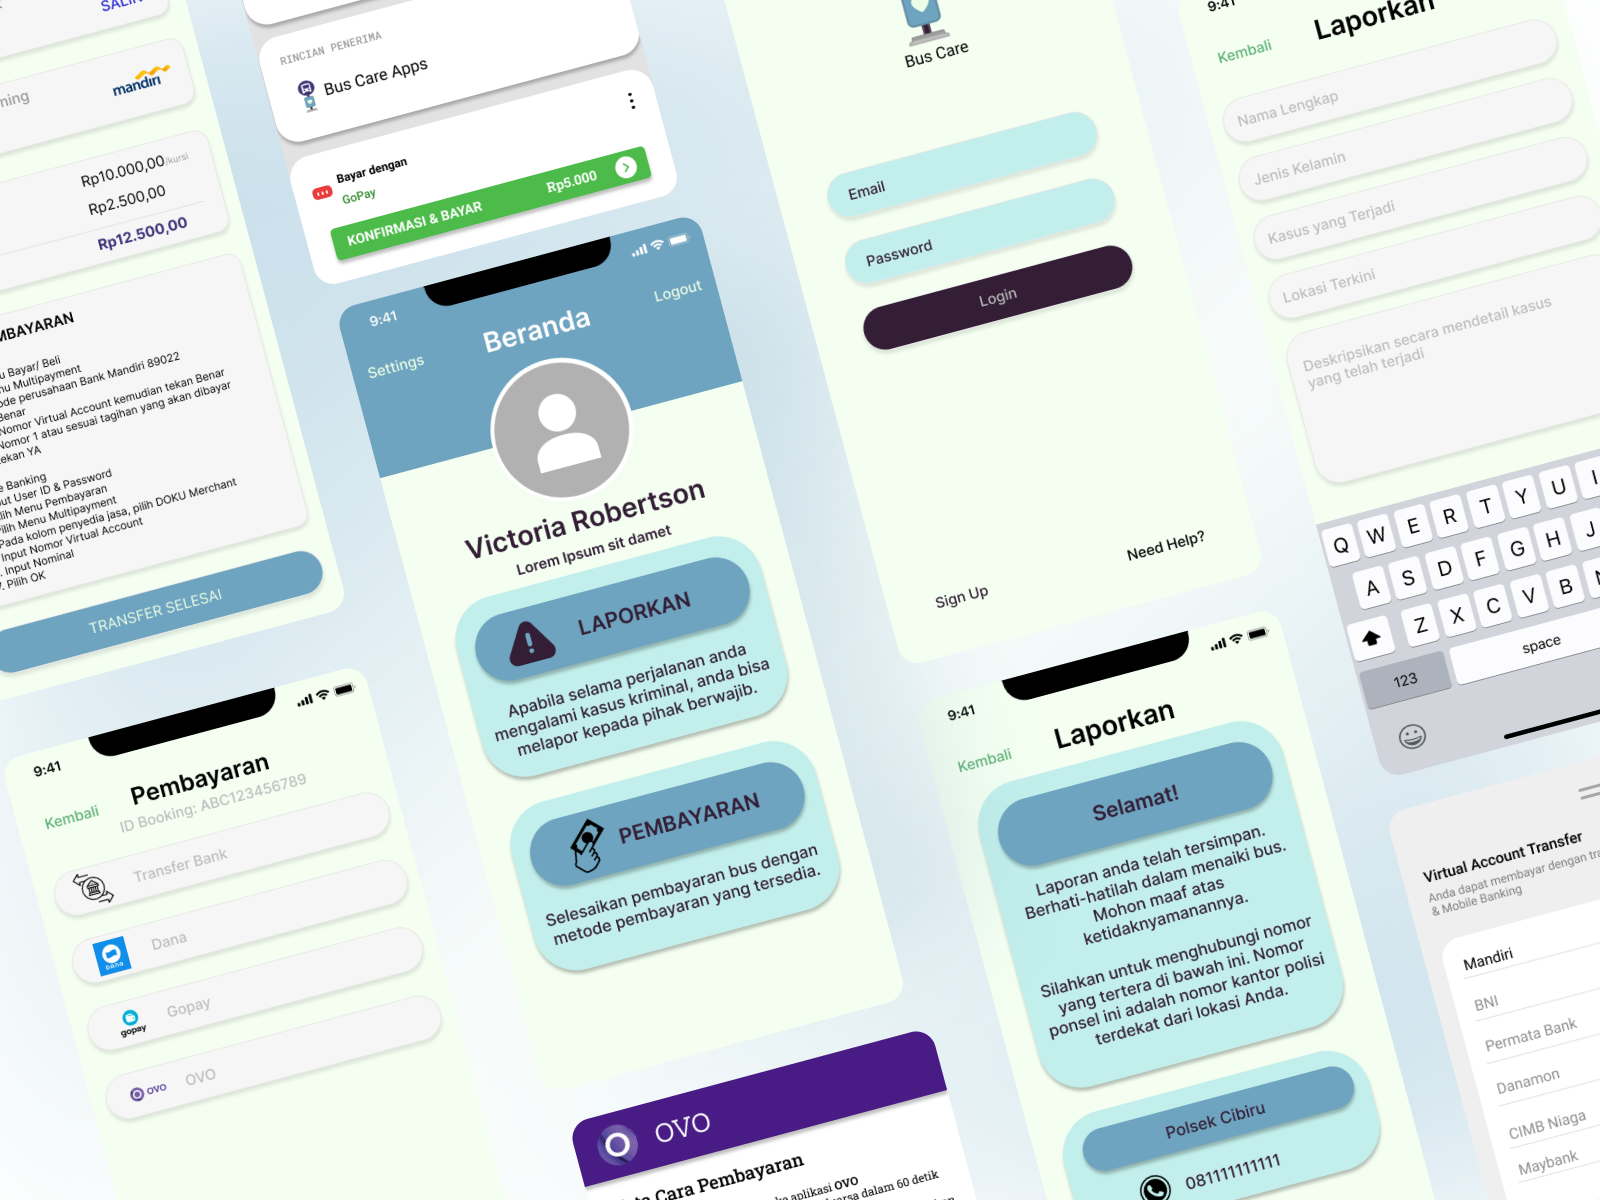 SALIN
ming
mandiri
Rp10.000,00/kursi
Rp2.500,00
Rp12.500,00
MBAYARAN
u Bayar/ Beli
nu Multipayment
ode perusahaan Bank Mandiri 89022
Benar
Nomor Virtual Account kemudian tekan Benar
Nomor 1 atau sesuai tagihan yang akan dibayar
ekan YA
e Banking
ut User ID & Password
ilih Menu Pembayaran
Pilih Menu Multipayment
Pada kolom penyedia jasa, pilih DOKU Merchant
. Input Nomor Virtual Account
. Input Nominal
. Pilih OK
TRANSFER SELESAI
9:41
Kembali
Pembayaran
ID Booking: ABC123456789
Transfer Bank
DANA
Dana
gopay
Gopay
OVO
OVO
RINCIAN PENERIMA
Bus Care Apps
Bayar dengan
GoPay
KONFIRMASI & BAYAR
Rp5.000
9:41
Settings
Beranda
Logout
Victoria Robertson
Lorem Ipsum sit damet
LAPORKAN
Apabila selama perjalanan anda
mengalami kasus kriminal, anda bisa
melapor kepada pihak berwajib.
PEMBAYARAN
Selesaikan pembayaran bus dengan
metode pembayaran yang tersedia.
OVO
Cara Pembayaran
ka aplikasi ovo
dalam 60 detik
Bus Care
Email
Password
Login
Sign Up
Need Help?
9:41
Kembali
Laporkan
Selamat!
Laporan anda telah tersimpan.
Berhati-hatilah dalam menaiki bus.
Mohon maaf atas
ketidaknyamanannya.
Silahkan untuk menghubungi nomor
yang tertera di bawah ini. Nomor
ponsel ini adalah nomor kantor polisi
terdekat dari lokasi Anda.
Polsek Cibiru
081111111111
9:41
Kembali
Laporkan
Nama Lengkap
Jenis Kelamin
Kasus yang Terjadi
Lokasi Terkini
Deskripsikan secara mendetail kasus
yang telah terjadi
Q W E R T Y U I
A S D F G H J
Z X C V B N
123
space
Virtual Account Transfer
Anda dapat membayar dengan tra
& Mobile Banking
Mandiri
BNI
Permata Bank
Danamon
CIMB Niaga
Maybank